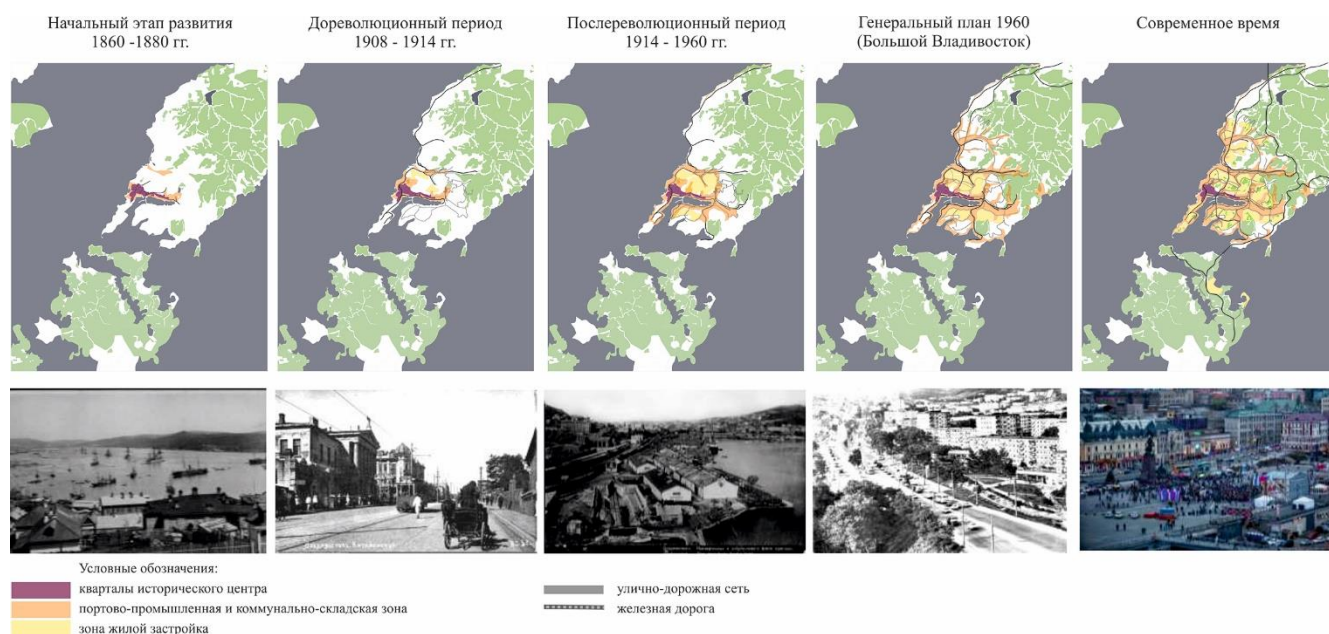 Начальный этап развития
1860 -1880 гг.
Дореволюционный период
1908 - 1914 гг.
Послереволюционный период
1914 - 1960 гг.
Генеральный план 1960
(Большой Владивосток)
Современное время
Условные обозначения:
кварталы исторического центра
портово-промышленная и коммунально-складская зона
зона жилой застройки
улично-дорожная сеть
железная дорога